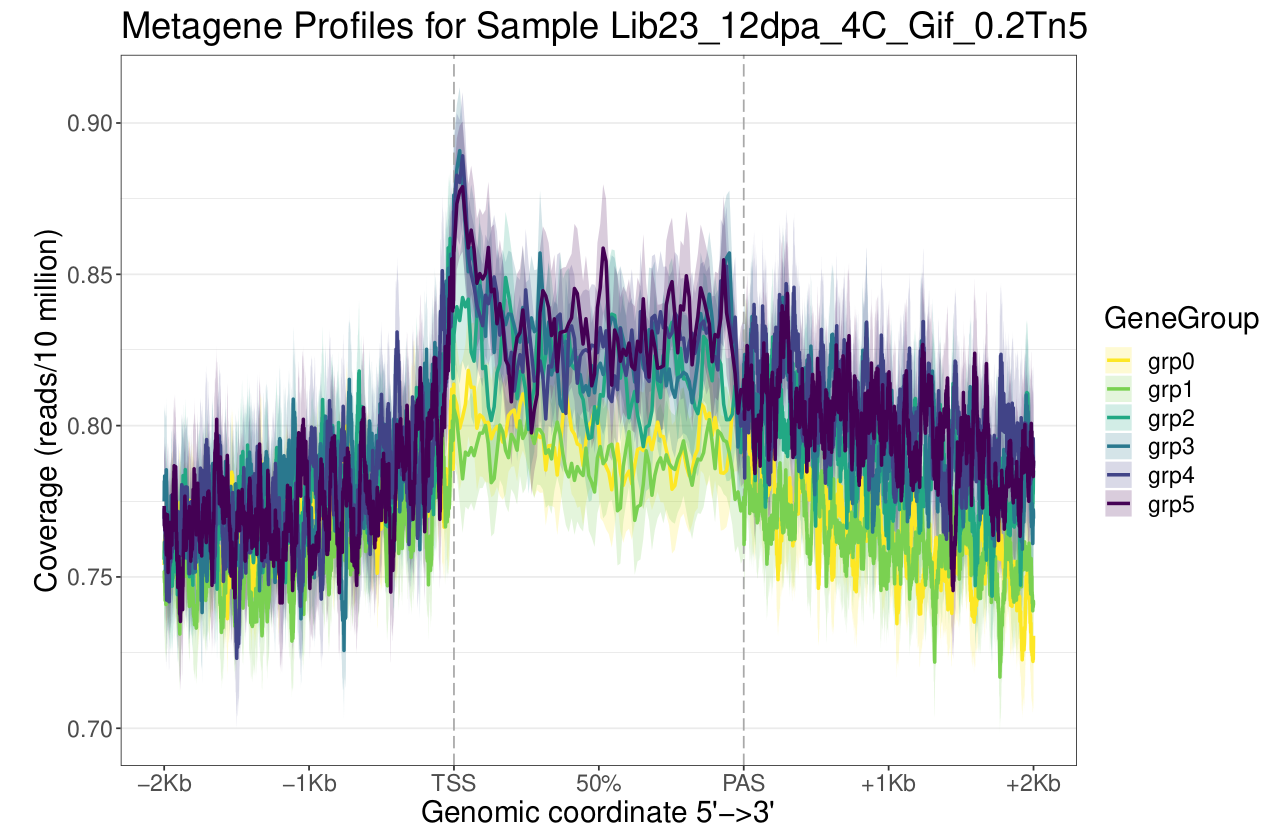 Metagene Profiles for Sample Lib23_12dpa_4C_Gif_0.2Tn5
Coverage (reads/10 million)
0.90
0.85
0.80
0.75
0.70
−2Kb
−1Kb
TSS
50%
PAS
+1Kb
+2Kb
Genomic coordinate 5'−>3'
GeneGroup
grp0
grp1
grp2
grp3
grp4
grp5